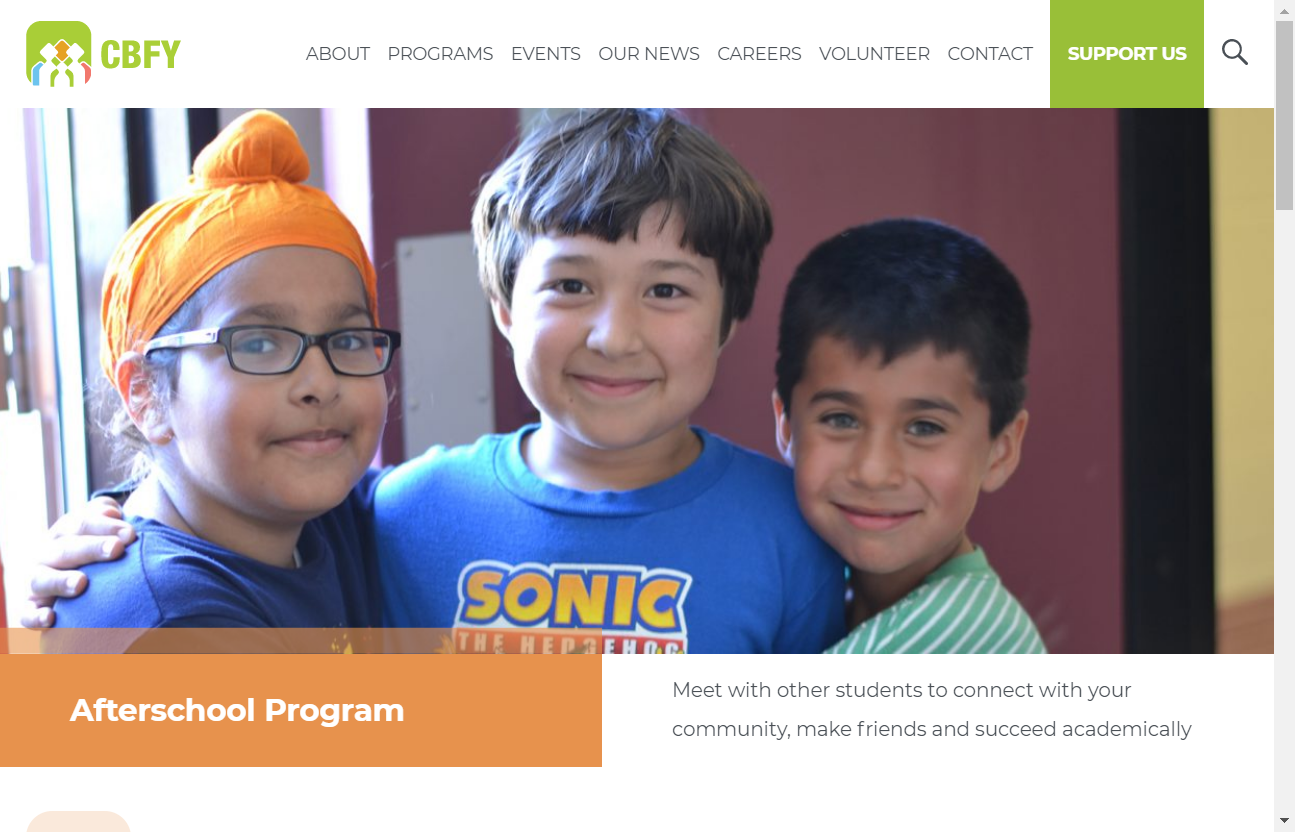 CBFY
ABOUT PROGRAMS EVENTS OUR NEWS CAREERS VOLUNTEER CONTACT SUPPORT US
SONIC
THE HEDGEHOG
Afterschool Program
Meet with other students to connect with your
community, make friends and succeed academically